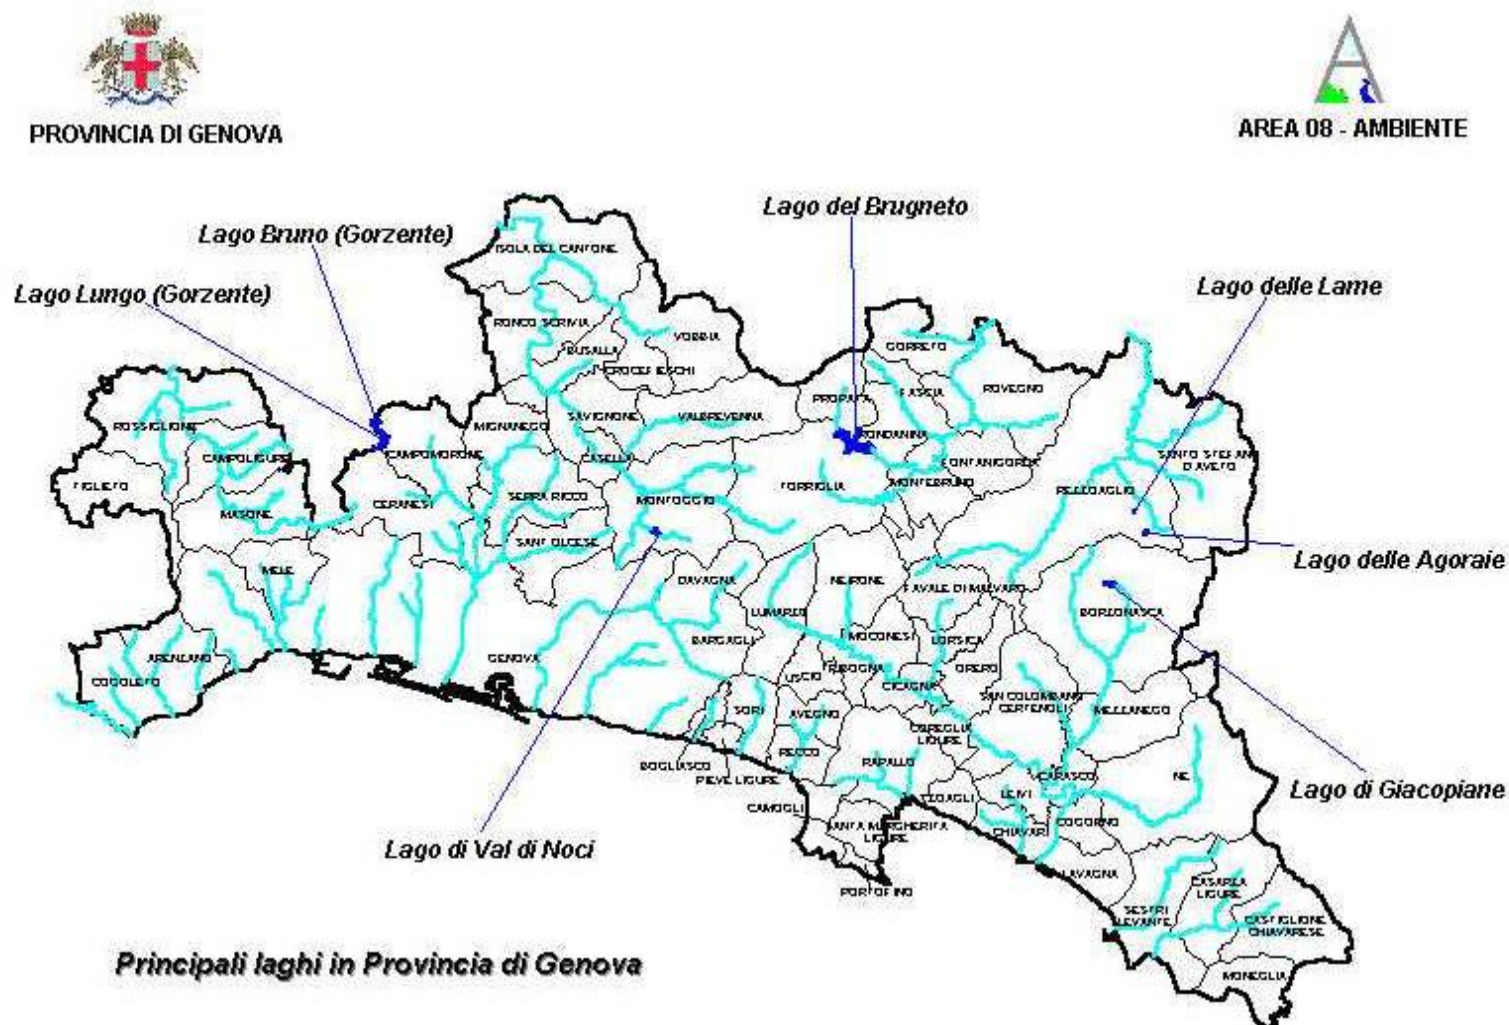 PROVINCIA DI GENOVA
AREA 08 - AMBIENTE
Lago del Brugneto
Lago Bruno (Gorzente)
Lago delle Lame
Lago Lungo (Gorzente)
ISOLA DEL CANTONE
RONCO SCRIVIA
VOBBIA
BUSALLA
GORRETO
CROCEFIESCHI
ROVEGNO
FASCIA
PROPATA
SAVIGNONE
VALBREVENNA
MIGNANEGO
ROSSIGLIONE
RONDANINA
CAMPOLIGURE
CAMPOMORONE
CASELLA
FONTANIGORDA
SANTO STEFANO
D'AVETO
TIGLIETO
TORRIGLIA
MONTEBRUNO
REZZOAGLIO
SERRA RICCO
MONTOGGIO
CERANESI
MASONE
SANT'OLCESE
Lago delle Agoraie
MELE
DAVAGNA
NEIRONE
FAVALE DI MALVARO
LUMARZO
BORZONASCA
BARGAGLI
MOCONESI
LORSICA
GENOVA
ARENZANO
TRIBOGNA
ORERO
COGOLETO
USCIO
CICAGNA
SAN COLOMBANO
CERTENOLI
SORI
AVEGNO
MEZZANEGO
COREGLIA
LIGURE
RECCO
RAPALLO
BOGLIASCO
PIEVE LIGURE
CARASCO
NE
Lago di Giacopiane
LEIVI
ZOAGLI
CAMOGLI
COGORNO
SANTA MARGHERITA
LIGURE
CHIAVARI
Lago di Val di Noci
LAVAGNA
PORTOFINO
CASARZA
LIGURE
SESTRI
LEVANTE
CASTIGLIONE
CHIAVARESE
MONEGLIA
Principali laghi in Provincia di Genova